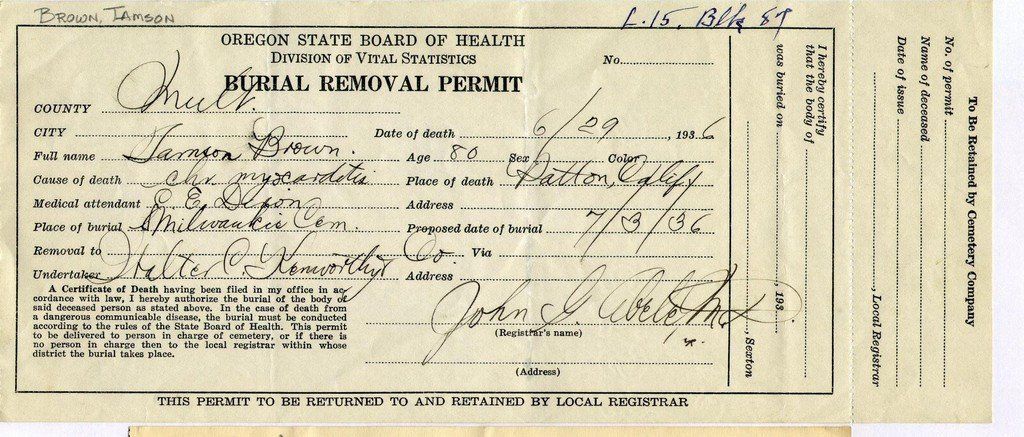 BROWN, TAMSON
L. 15, Blk 87
OREGON STATE BOARD OF HEALTH
DIVISION OF VITAL STATISTICS
No.
BURIAL REMOVAL PERMIT
COUNTY Mult.
CITY Date of death 6/29, 1936
Full name Tamson Brown. Age 80 Sex Color
Cause of death chr myocarditis Place of death Patton, Calif
Medical attendant E. E. Dixon Address
Place of burial Milwaukie Cem. Proposed date of burial 7/3/36
Removal to Via
Undertaker Walter C Kenworthy Co. Address
A Certificate of Death having been filed in my office in ac-
cordance with law, I hereby authorize the burial of the body of
said deceased person as stated above. In the case of death from
a dangerous communicable disease, the burial must be conducted
according to the rules of the State Board of Health. This permit
to be delivered to person in charge of cemetery, or if there is
no person in charge then to the local registrar within whose
district the burial takes place.
John G. Abele M.D.
(Registrar's name)
(Address)
THIS PERMIT TO BE RETURNED TO AND RETAINED BY LOCAL REGISTRAR
I hereby certify
that the body of
was buried on
, 193
, Sexton
To Be Retained by Cemetery Company
No. of permit
Name of deceased
Date of issue
, Local Registrar